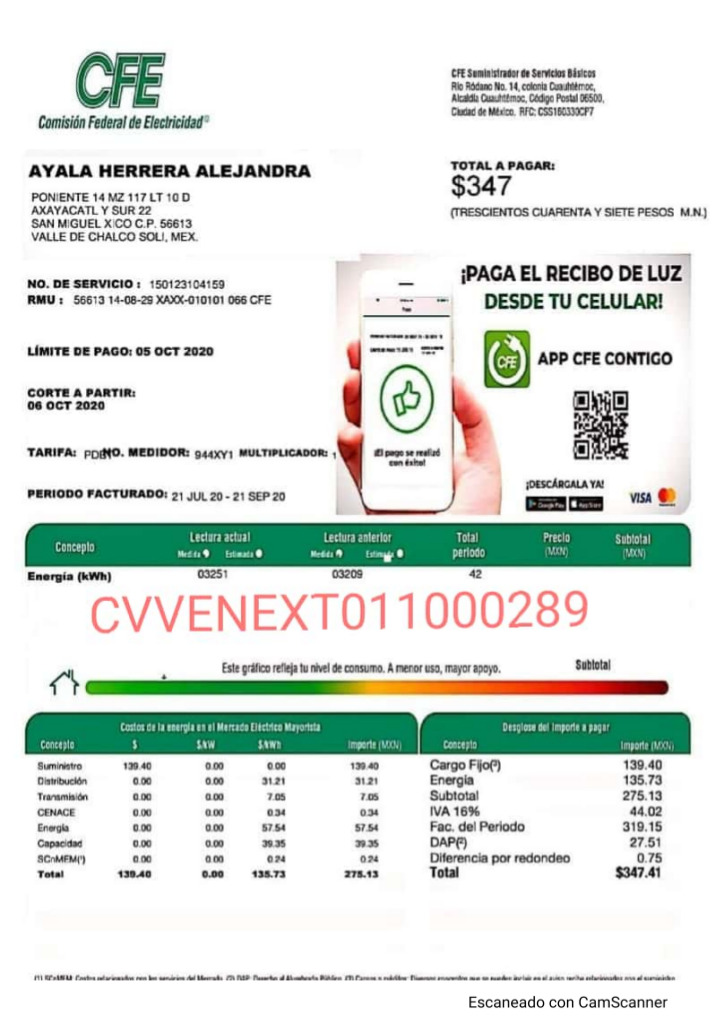 CFE
Comisión Federal de Electricidad®
CFE Suministrador de Servicios Básicos
Río Ródano No. 14, colonia Cuauhtémoc,
Alcaldía Cuauhtémoc, Código Postal 06500,
Ciudad de México. RFC: CSS160330CP7
AYALA HERRERA ALEJANDRA
PONIENTE 14 MZ 117 LT 10 D
AXAYACATL Y SUR 22
SAN MIGUEL XICO C.P. 56613
VALLE DE CHALCO SOLI, MEX.
TOTAL A PAGAR:
$347
(TRESCIENTOS CUARENTA Y SIETE PESOS M.N.)
NO. DE SERVICIO : 150123104159
RMU : 56613 14-08-29 XAXX-010101 066 CFE
LÍMITE DE PAGO: 05 OCT 2020
CORTE A PARTIR:
06 OCT 2020
TARIFA: PDB NO. MEDIDOR: 944XY1 MULTIPLICADOR: 1
PERIODO FACTURADO: 21 JUL 20 - 21 SEP 20
¡PAGA EL RECIBO DE LUZ
DESDE TU CELULAR!
CFE
APP CFE CONTIGO
¡El pago se realizó
con éxito!
¡DESCÁRGALA YA!
Google Play
App Store
VISA
Concepto Lectura actual Lectura anterior Total periodo Precio (MXN) Subtotal (MXN)
Medida Estimada Medida Estimada
Energía (kWh) 03251 03209 42
CVVENEXT011000289
Este gráfico refleja tu nivel de consumo. A menor uso, mayor apoyo.
Subtotal
Costos de la energía en el Mercado Eléctrico Mayorista
Concepto $ $/kW $/kWh Importe (MXN)
Suministro 139.40 0.00 0.00 139.40
Distribución 0.00 0.00 31.21 31.21
Transmisión 0.00 0.00 7.05 7.05
CENACE 0.00 0.00 0.34 0.34
Energía 0.00 0.00 57.54 57.54
Capacidad 0.00 0.00 39.35 39.35
SCnMEM(¹) 0.00 0.00 0.24 0.24
Total 139.40 0.00 135.73 275.13
Desglose del importe a pagar
Concepto Importe (MXN)
Cargo Fijo(³) 139.40
Energía 135.73
Subtotal 275.13
IVA 16% 44.02
Fac. del Periodo 319.15
DAP(²) 27.51
Diferencia por redondeo 0.75
Total $347.41
Escaneado con CamScanner